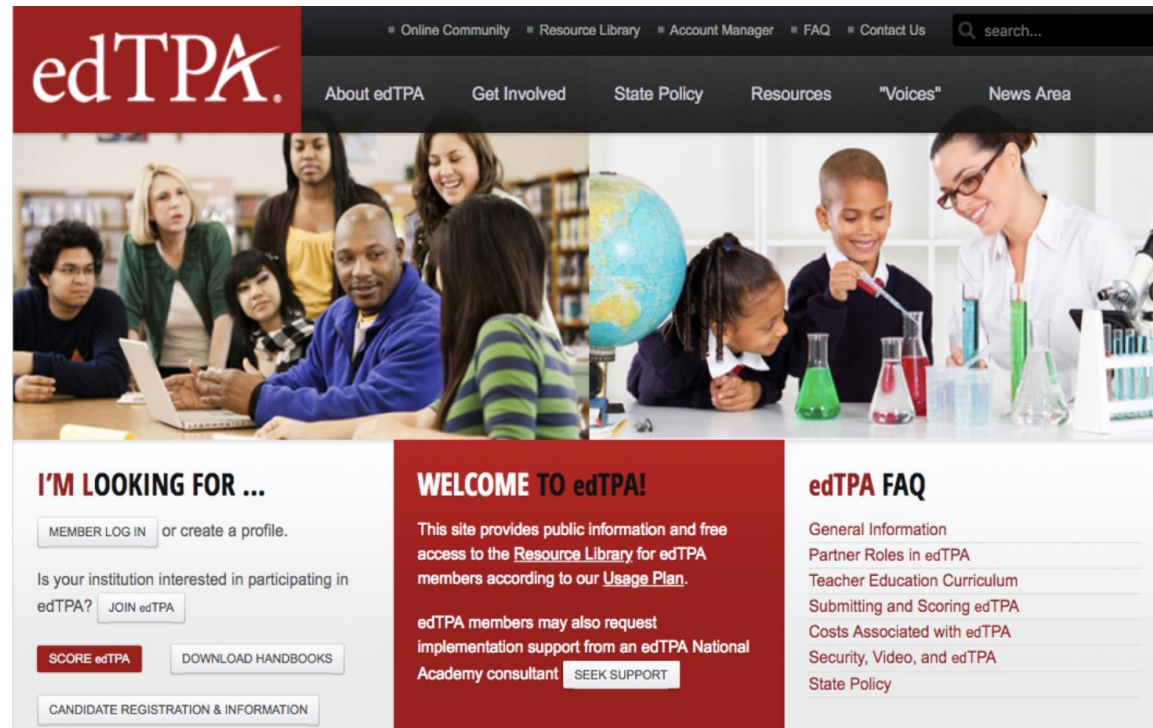 edTPA.
Online Community Resource Library Account Manager FAQ Contact Us search...
About edTPA Get Involved State Policy Resources "Voices" News Area
I'M LOOKING FOR ...
MEMBER LOG IN or create a profile.
Is your institution interested in participating in
edTPA? JOIN edTPA
SCORE edTPA DOWNLOAD HANDBOOKS
CANDIDATE REGISTRATION & INFORMATION
WELCOME TO edTPA!
This site provides public information and free
access to the Resource Library for edTPA
members according to our Usage Plan.
edTPA members may also request
implementation support from an edTPA National
Academy consultant SEEK SUPPORT
edTPA FAQ
General Information
Partner Roles in edTPA
Teacher Education Curriculum
Submitting and Scoring edTPA
Costs Associated with edTPA
Security, Video, and edTPA
State Policy